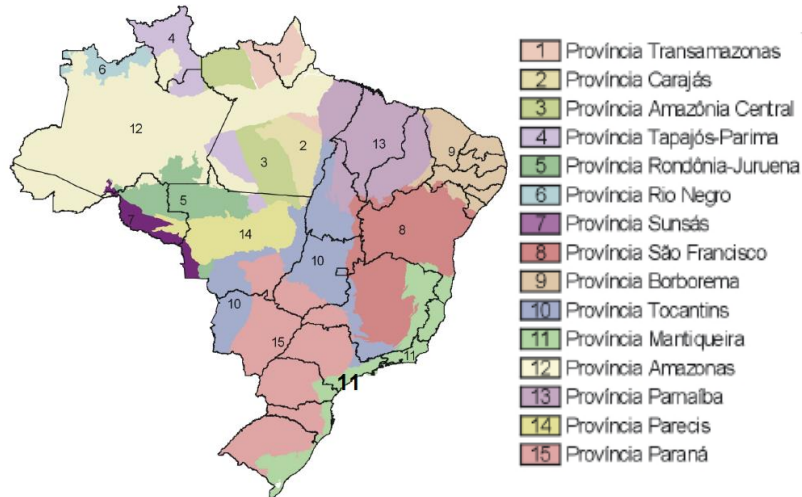 4
6
1
12
3
2
13
9
5
7
14
8
10
10
15
11
11
1 Província Transamazonas
2 Província Carajás
3 Província Amazônia Central
4 Província Tapajós-Parima
5 Província Rondônia-Juruena
6 Província Rio Negro
7 Província Sunsás
8 Província São Francisco
9 Província Borborema
10 Província Tocantins
11 Província Mantiqueira
12 Província Amazonas
13 Província Parnaíba
14 Província Parecis
15 Província Paraná